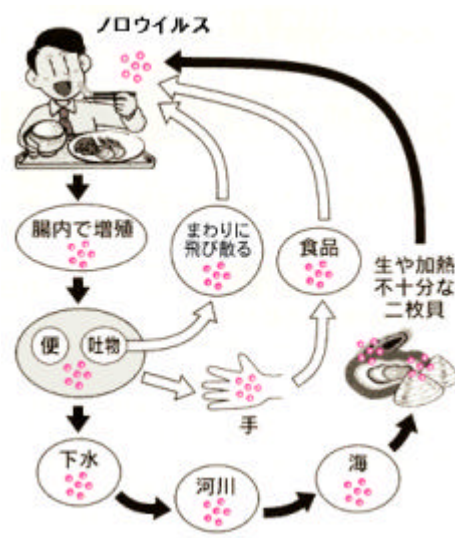 ノロウイルス
腸内で増殖
まわりに
飛び散る
食品
生や加熱
不十分な
二枚貝
便
吐物
手
下水
河川
海